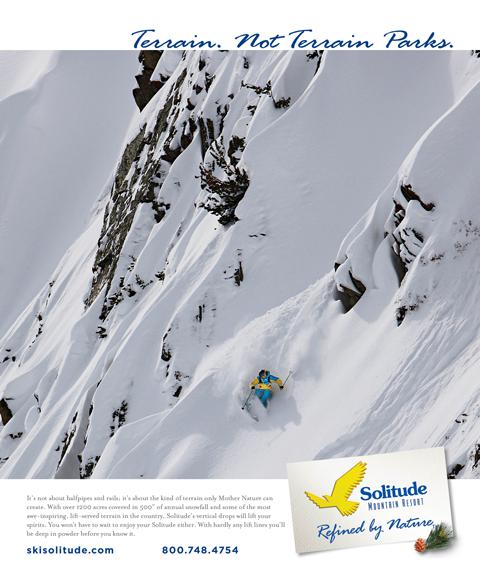 Terrain. Not Terrain Parks.
It's not about halfpipes and rails; it's about the kind of terrain only Mother Nature can
create. With over 1200 acres covered in 500" of annual snowfall and some of the most
awe-inspiring, lift-served terrain in the country, Solitude's vertical drops will lift your
spirits. You won't have to wait to enjoy your Solitude either. With hardly any lift lines you'll
be deep in powder before you know it.
skisolitude.com 800.748.4754
Solitude
MOUNTAIN RESORT
Refined by Nature